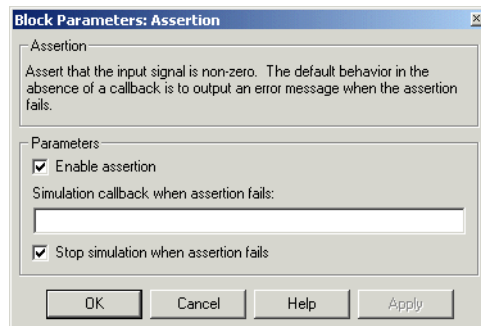 Block Parameters: Assertion
Assertion
Assert that the input signal is non-zero. The default behavior in the
absence of a callback is to output an error message when the assertion
fails.
Parameters
Enable assertion
Simulation callback when assertion fails:
Stop simulation when assertion fails
OK Cancel Help Apply